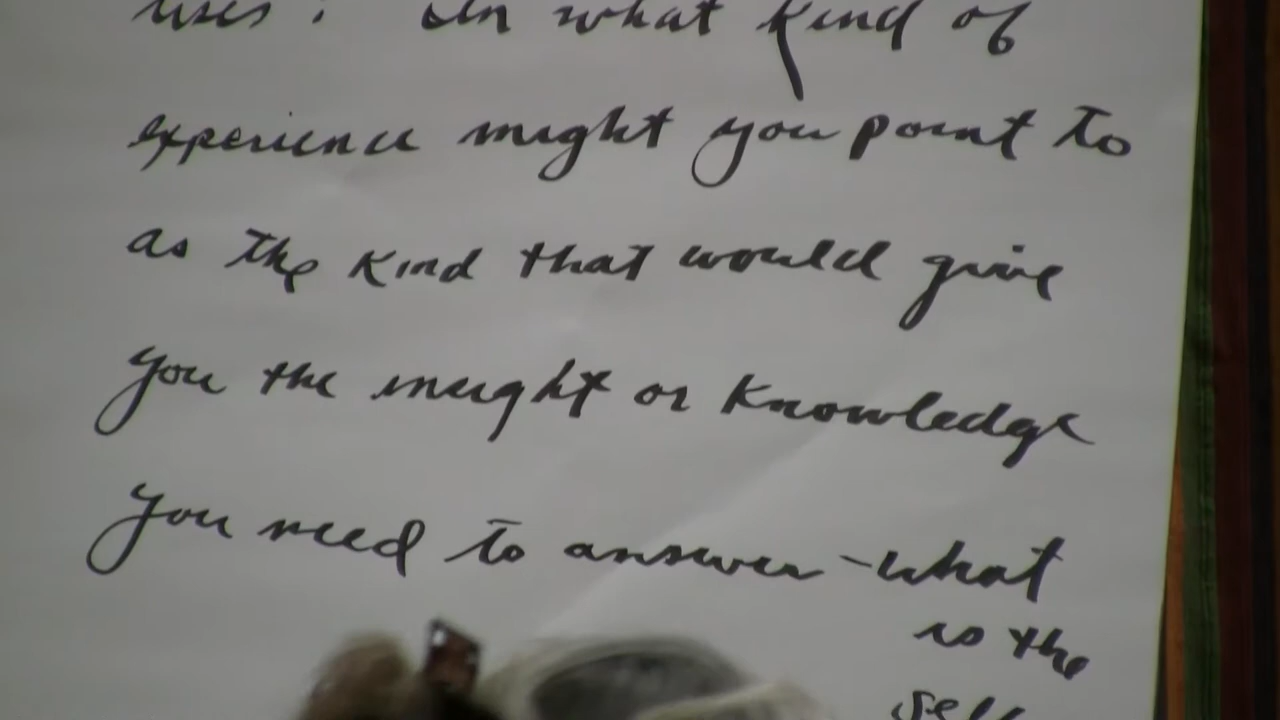 uses? In what kind of
experience might you point to
as the kind that would give
you the insight or knowledge
you need to answer - what
is the
self